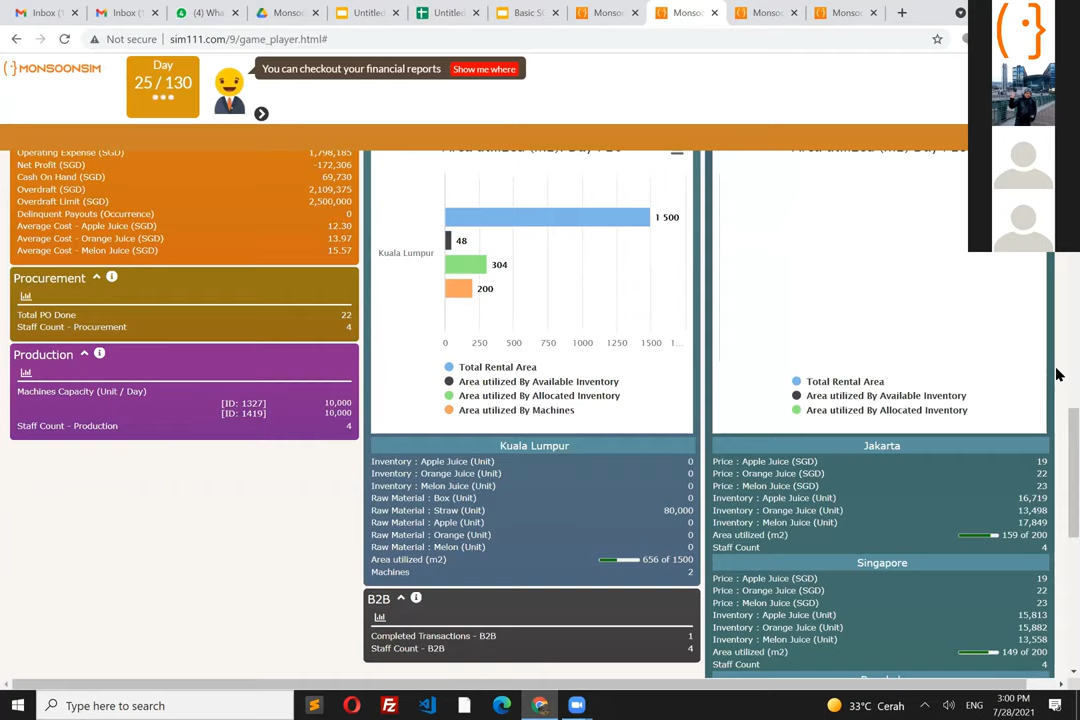 Inbox (1
Inbox (1
(4) Wha
Monsoo
Untitled
Untitled
Basic S
Monso
Monso
Monso
Monso
Not secure | sim111.com/9/game_player.html#
MONSOONSIM
Day
25 / 130
You can checkout your financial reports Show me where
Operating Expense (SGD) 1,798,185
Net Profit (SGD) -172,306
Cash On Hand (SGD) 69,730
Overdraft (SGD) 2,109,375
Overdraft Limit (SGD) 2,500,000
Delinquent Payouts (Occurrence) 0
Average Cost - Apple Juice (SGD) 12.30
Average Cost - Orange Juice (SGD) 13.97
Average Cost - Melon Juice (SGD) 15.57
Procurement
Total PO Done 22
Staff Count - Procurement 4
Production
Machines Capacity (Unit / Day)
[ID: 1327] 10,000
[ID: 1419] 10,000
Staff Count - Production 4
1 500
48
Kuala Lumpur
304
200
0 250 500 750 1000 1250 1500 1...
Total Rental Area
Area utilized By Available Inventory
Area utilized By Allocated Inventory
Area utilized By Machines
Kuala Lumpur
Inventory : Apple Juice (Unit) 0
Inventory : Orange Juice (Unit) 0
Inventory : Melon Juice (Unit) 0
Raw Material : Box (Unit) 0
Raw Material : Straw (Unit) 80,000
Raw Material : Apple (Unit) 0
Raw Material : Orange (Unit) 0
Raw Material : Melon (Unit) 0
Area utilized (m2) 656 of 1500
Machines 2
B2B
Completed Transactions - B2B 1
Staff Count - B2B 4
Total Rental Area
Area utilized By Available Inventory
Area utilized By Allocated Inventory
Jakarta
Price : Apple Juice (SGD) 19
Price : Orange Juice (SGD) 22
Price : Melon Juice (SGD) 23
Inventory : Apple Juice (Unit) 16,719
Inventory : Orange Juice (Unit) 13,498
Inventory : Melon Juice (Unit) 17,849
Area utilized (m2) 159 of 200
Staff Count 4
Singapore
Price : Apple Juice (SGD) 19
Price : Orange Juice (SGD) 22
Price : Melon Juice (SGD) 23
Inventory : Apple Juice (Unit) 15,813
Inventory : Orange Juice (Unit) 15,882
Inventory : Melon Juice (Unit) 13,558
Area utilized (m2) 149 of 200
Staff Count 4
Type here to search
33°C Cerah
ENG
3:00 PM
7/28/2021